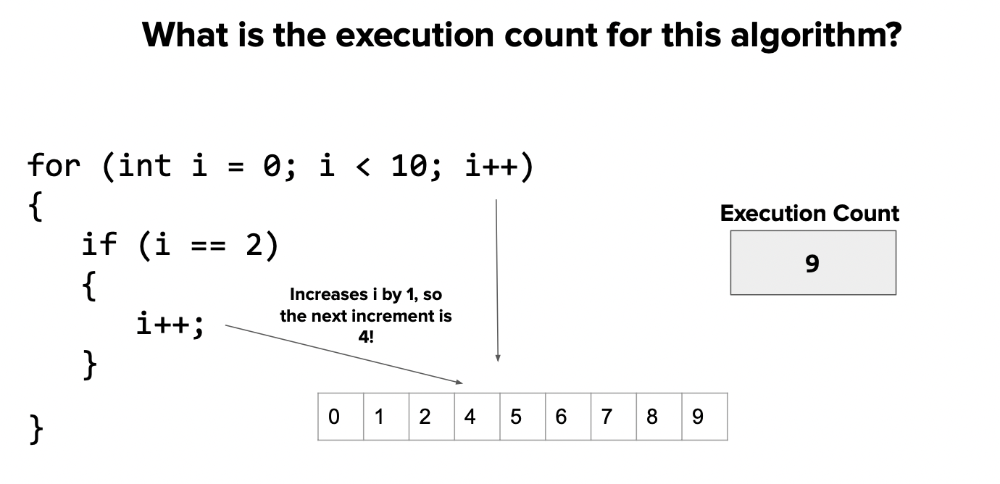 What is the execution count for this algorithm?
for (int i = 0; i < 10; i++)
{
if (i == 2)
{
i++;
}
}
Increases i by 1, so
the next increment is
4!
Execution Count
9
0 1 2 4 5 6 7 8 9